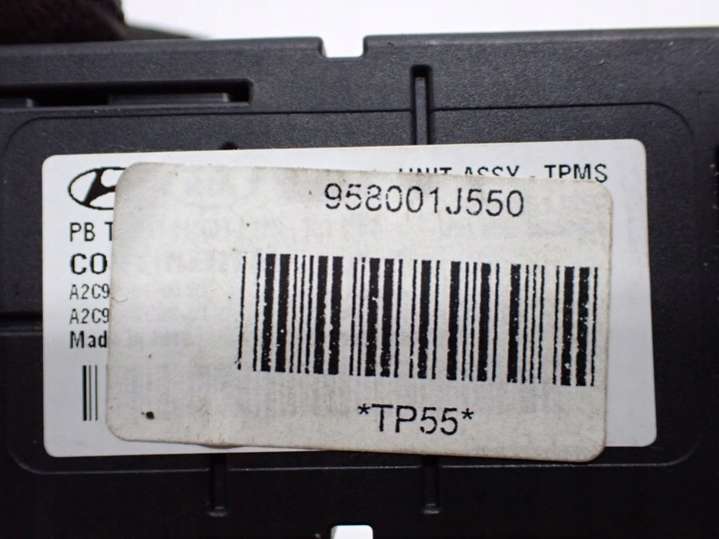 UNIT ASSY - TPMS
958001J550
PB T
CO
A2C9
A2C9
Mad
*TP55*